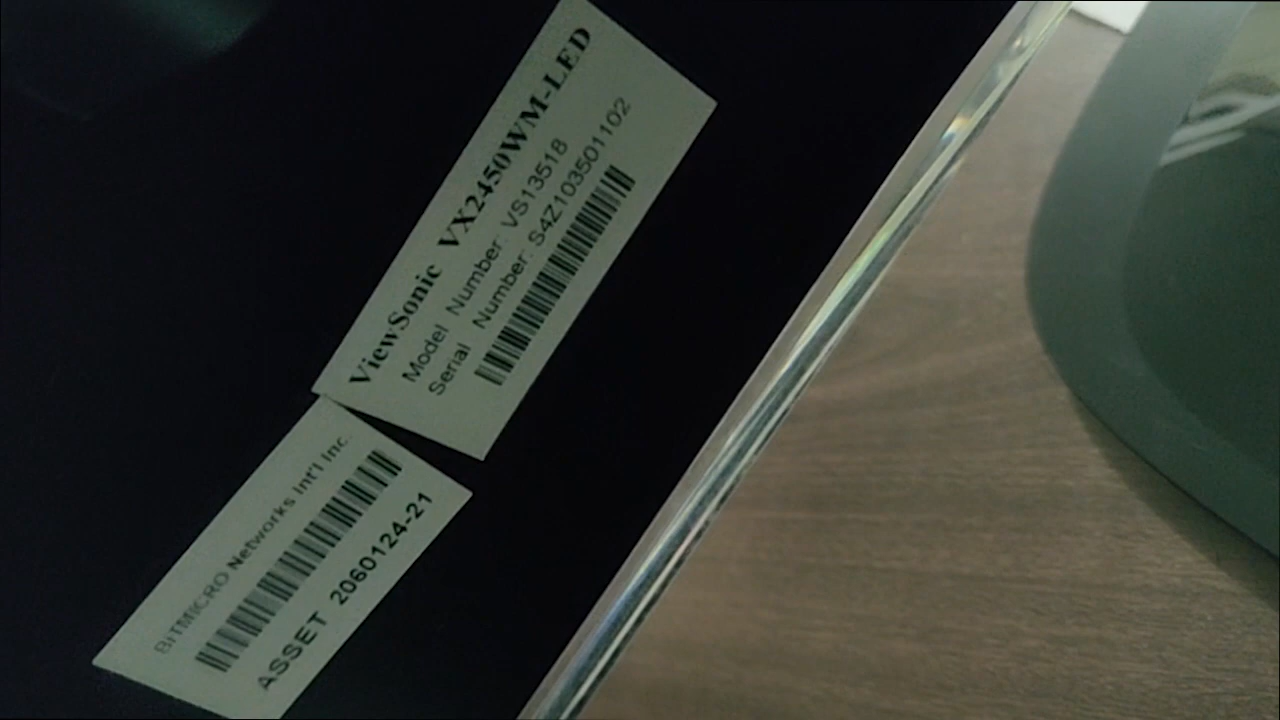 ViewSonic VX2450WM-LED
Model Number: VS13518
Serial Number: S4Z103501102
BiTMICRO Networks Int'l Inc.
ASSET 2060124-21